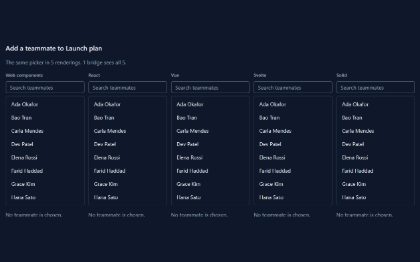 Add a teammate to Launch plan
The same picker in 5 renderings. 1 bridge sees all 5.
Web components React Vue Svelte Solid
Search teammates Search teammates Search teammates Search teammates Search teammates
Ada Okafor Ada Okafor Ada Okafor Ada Okafor Ada Okafor
Bao Tran Bao Tran Bao Tran Bao Tran Bao Tran
Carla Mendes Carla Mendes Carla Mendes Carla Mendes Carla Mendes
Dev Patel Dev Patel Dev Patel Dev Patel Dev Patel
Elena Rossi Elena Rossi Elena Rossi Elena Rossi Elena Rossi
Farid Haddad Farid Haddad Farid Haddad Farid Haddad Farid Haddad
Grace Kim Grace Kim Grace Kim Grace Kim Grace Kim
Hana Sato Hana Sato Hana Sato Hana Sato Hana Sato
No teammate is chosen. No teammate is chosen. No teammate is chosen. No teammate is chosen. No teammate is chosen.